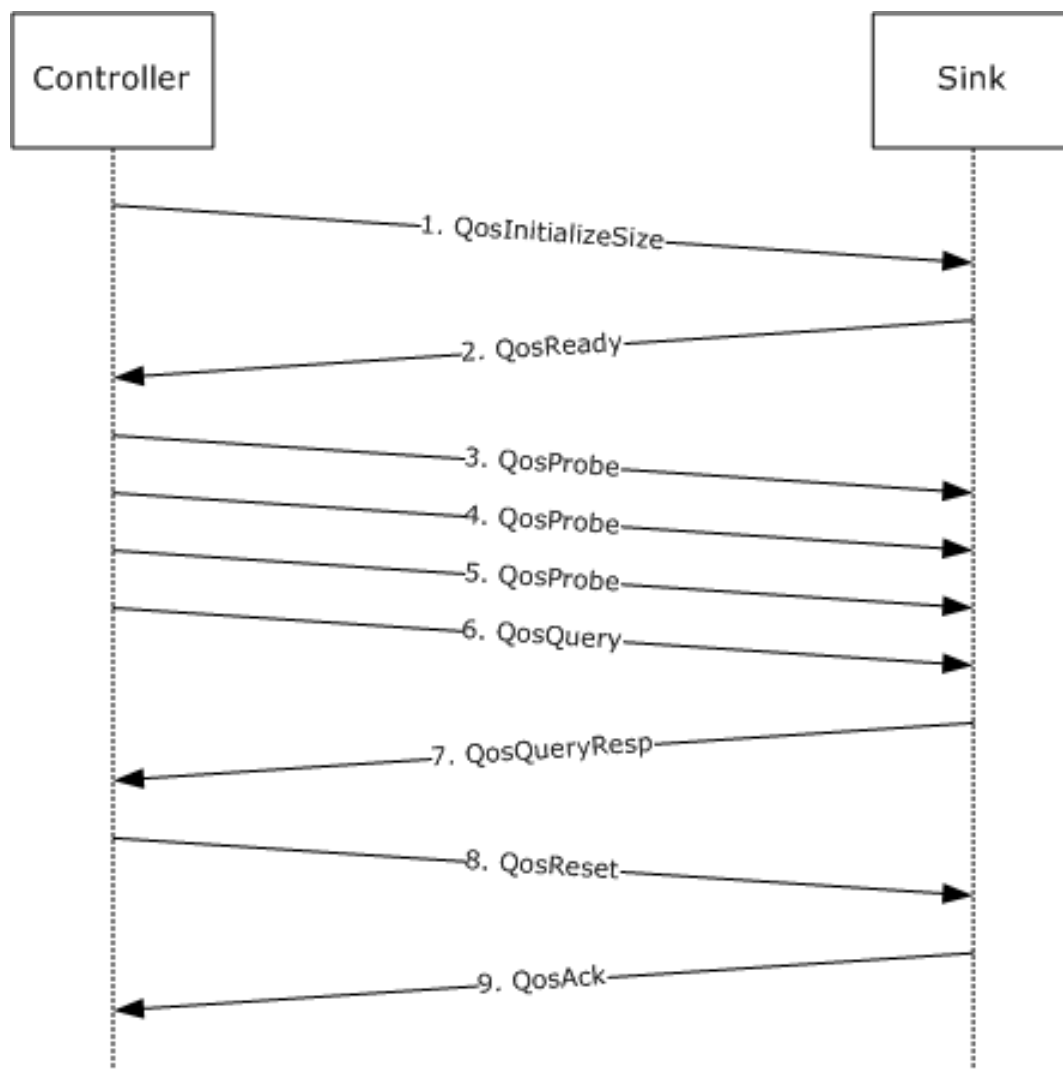 Controller
Sink
1. QosInitializeSize
2. QosReady
3. QosProbe
4. QosProbe
5. QosProbe
6. QosQuery
7. QosQueryResp
8. QosReset
9. QosAck